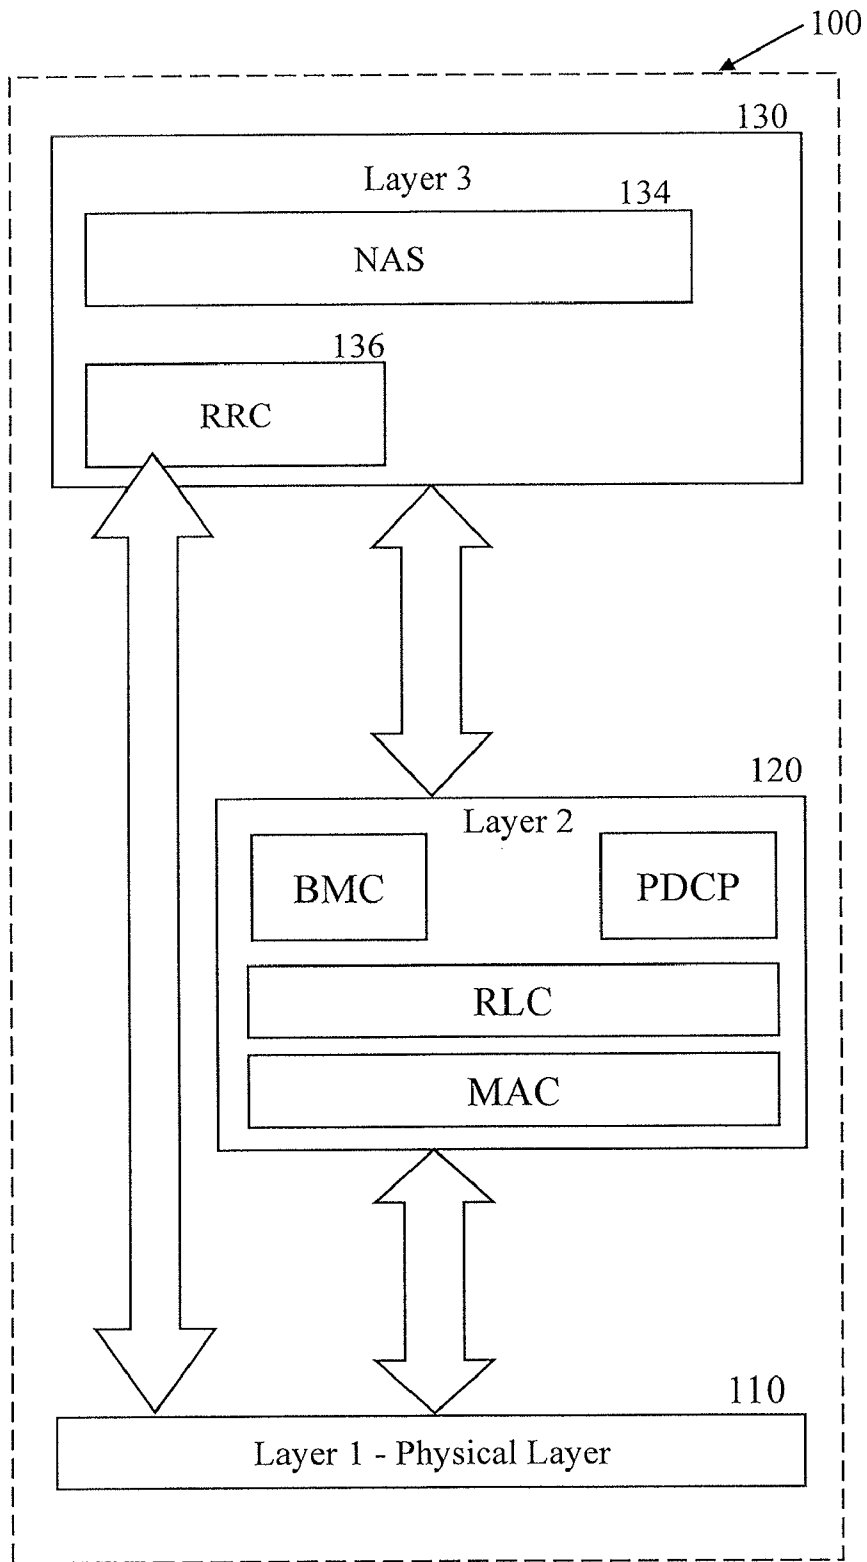 100
130
Layer 3
134
NAS
136
RRC
120
Layer 2
BMC
PDCP
RLC
MAC
110
Layer 1 - Physical Layer